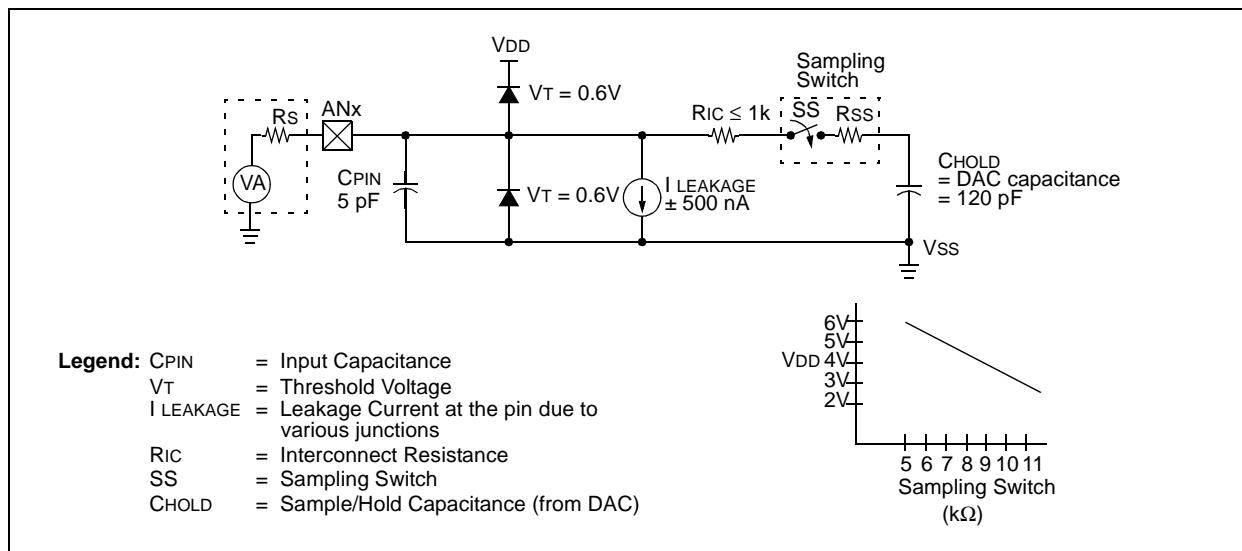 VDD
Sampling
Switch
VT = 0.6V
RS
ANx
RIC ≤ 1k
SS
RSS
VA
CPIN
5 pF
VT = 0.6V
I LEAKAGE
± 500 nA
CHOLD
= DAC capacitance
= 120 pF
VSS
Legend: CPIN = Input Capacitance
VT = Threshold Voltage
I LEAKAGE = Leakage Current at the pin due to
various junctions
RIC = Interconnect Resistance
SS = Sampling Switch
CHOLD = Sample/Hold Capacitance (from DAC)
6V
5V
VDD 4V
3V
2V
5 6 7 8 9 10 11
Sampling Switch
(kΩ)